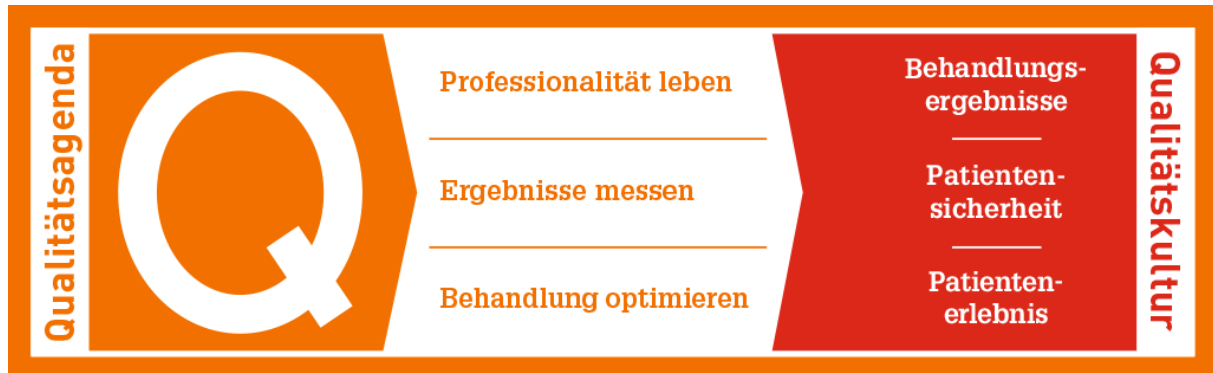 Qualitätsagenda
Q
Professionalität leben
Ergebnisse messen
Behandlung optimieren
Behandlungs-
ergebnisse
Patienten-
sicherheit
Patienten-
erlebnis
Qualitätskultur